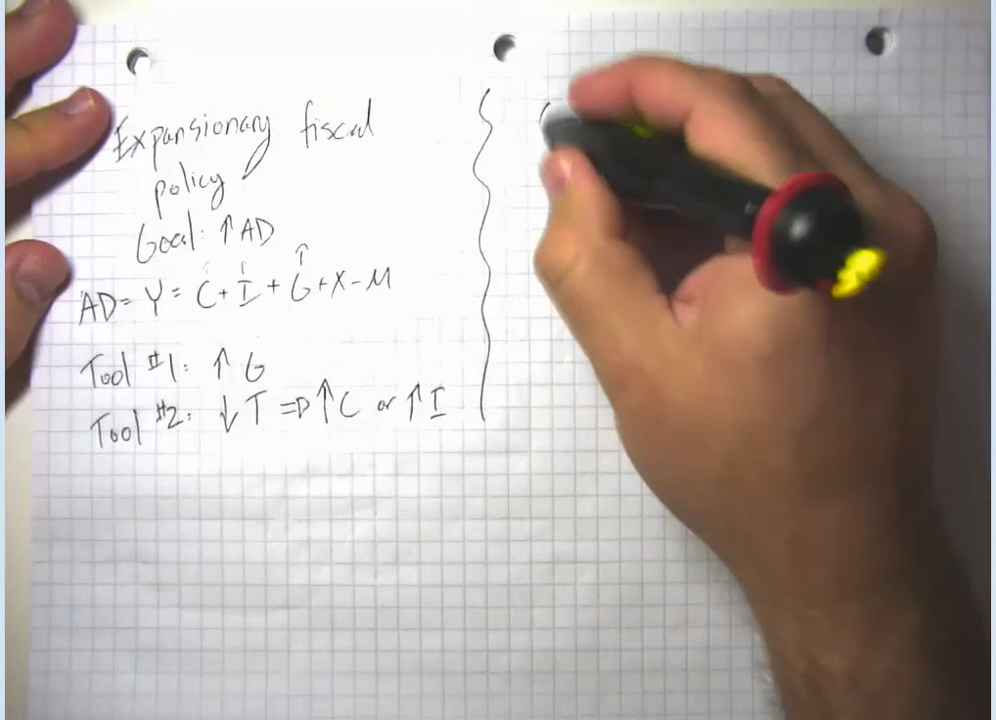 Expansionary fiscal
policy
Goal: ↑ AD
AD = Y = C + I + G + X - M
Tool #1: ↑ G
Tool #2: ↓ T ⇒ ↑ C or ↑ I